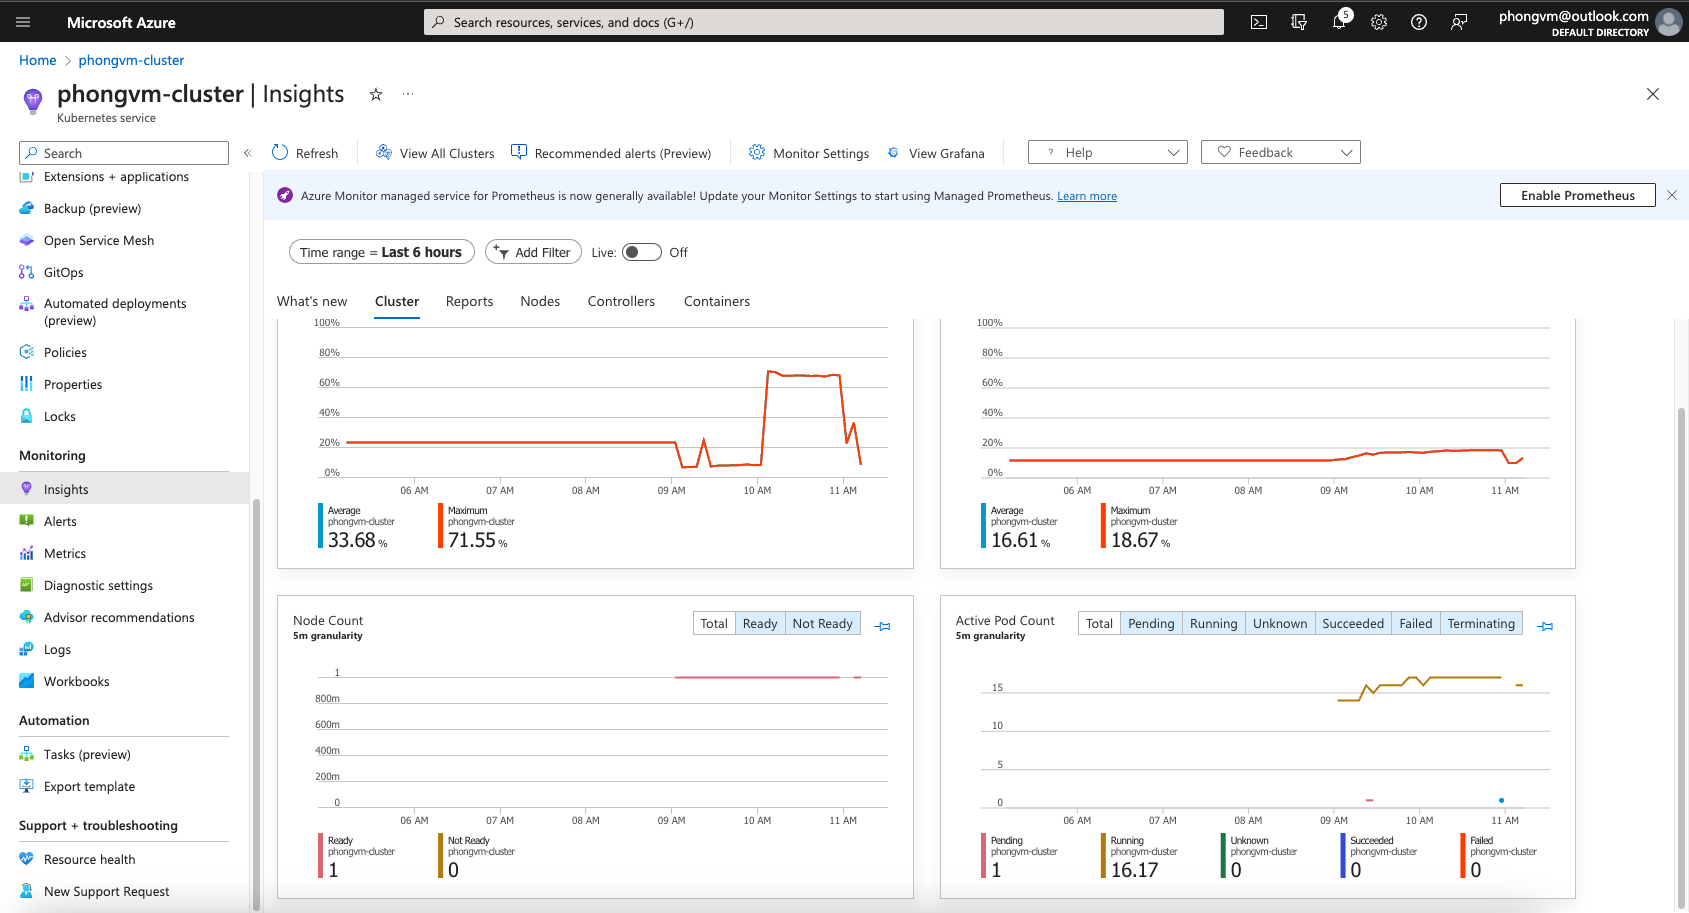 Microsoft Azure
Search resources, services, and docs (G+/)
5
phongvm@outlook.com
DEFAULT DIRECTORY
Home > phongvm-cluster
phongvm-cluster | Insights
Kubernetes service
Search
Refresh
View All Clusters
Recommended alerts (Preview)
Monitor Settings
View Grafana
? Help
Feedback
Extensions + applications
Backup (preview)
Open Service Mesh
GitOps
Automated deployments
(preview)
Policies
Properties
Locks
Monitoring
Insights
Alerts
Metrics
Diagnostic settings
Advisor recommendations
Logs
Workbooks
Automation
Tasks (preview)
Export template
Support + troubleshooting
Resource health
New Support Request
Azure Monitor managed service for Prometheus is now generally available! Update your Monitor Settings to start using Managed Prometheus. Learn more
Enable Prometheus
Time range = Last 6 hours
Add Filter
Live:
Off
What's new
Cluster
Reports
Nodes
Controllers
Containers
100%
80%
60%
40%
20%
0%
06 AM 07 AM 08 AM 09 AM 10 AM 11 AM
Average
phongvm-cluster
33.68 %
Maximum
phongvm-cluster
71.55 %
100%
80%
60%
40%
20%
0%
06 AM 07 AM 08 AM 09 AM 10 AM 11 AM
Average
phongvm-cluster
16.61 %
Maximum
phongvm-cluster
18.67 %
Node Count
5m granularity
Total Ready Not Ready
1
800m
600m
400m
200m
0
06 AM 07 AM 08 AM 09 AM 10 AM 11 AM
Ready
phongvm-cluster
1
Not Ready
phongvm-cluster
0
Active Pod Count
5m granularity
Total Pending Running Unknown Succeeded Failed Terminating
15
10
5
0
06 AM 07 AM 08 AM 09 AM 10 AM 11 AM
Pending
phongvm-cluster
1
Running
phongvm-cluster
16.17
Unknown
phongvm-cluster
0
Succeeded
phongvm-cluster
0
Failed
phongvm-cluster
0